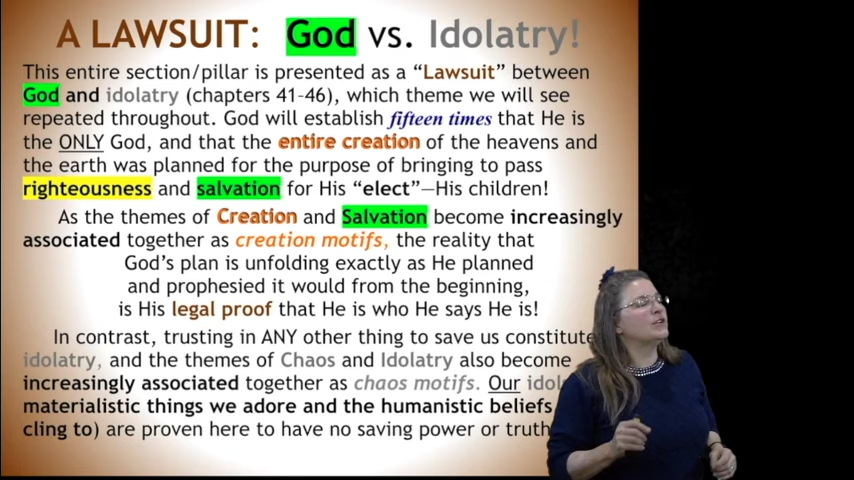 A LAWSUIT: God vs. Idolatry!
This entire section/pillar is presented as a “Lawsuit” between
God and idolatry (chapters 41-46), which theme we will see
repeated throughout. God will establish fifteen times that He is
the ONLY God, and that the entire creation of the heavens and
the earth was planned for the purpose of bringing to pass
righteousness and salvation for His “elect”—His children!
As the themes of Creation and Salvation become increasingly
associated together as creation motifs, the reality that
God’s plan is unfolding exactly as He planned
and prophesied it would from the beginning,
is His legal proof that He is who He says He is!
In contrast, trusting in ANY other thing to save us constitute
idolatry, and the themes of Chaos and Idolatry also become
increasingly associated together as chaos motifs. Our
materialistic things we adore and the humanistic beliefs
cling to) are proven here to have no saving power or truth